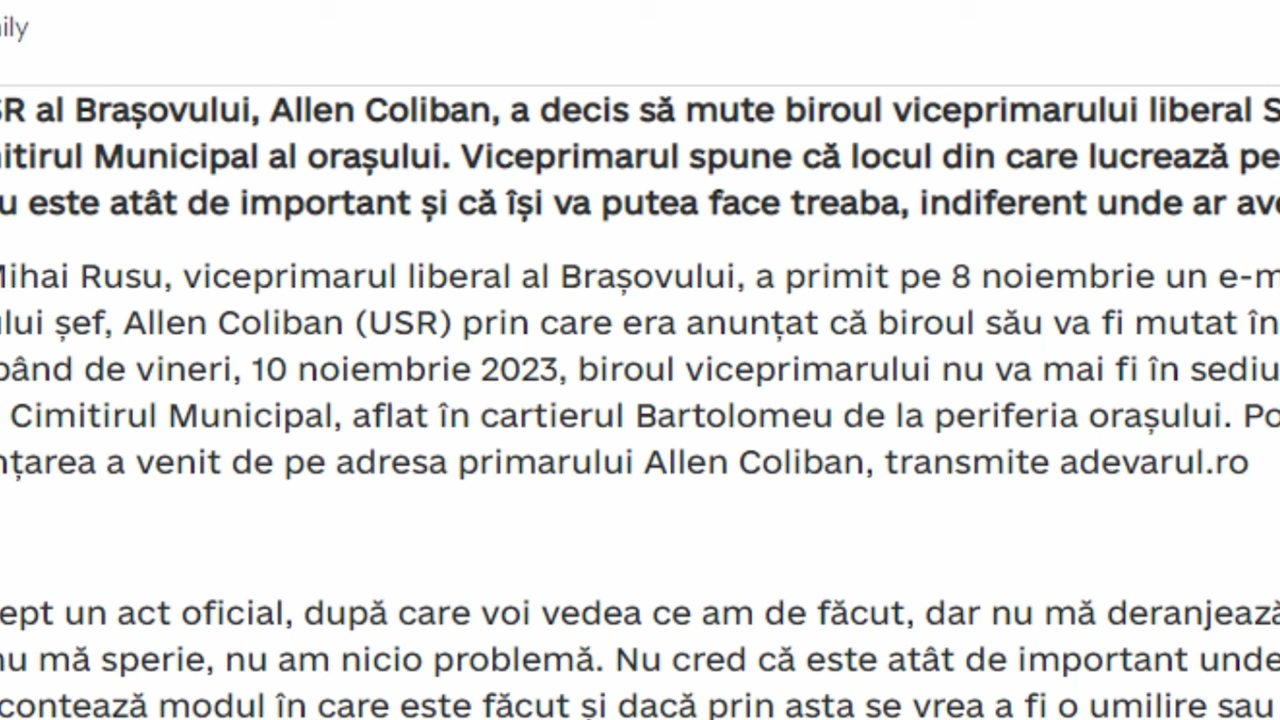 ily
SR al Brașovului, Allen Coliban, a decis să mute biroul viceprimarului liberal S
itirul Municipal al orașului. Viceprimarul spune că locul din care lucrează pe
u este atât de important și că își va putea face treaba, indiferent unde ar av
Mihai Rusu, viceprimarul liberal al Brașovului, a primit pe 8 noiembrie un e-m
lui șef, Allen Coliban (USR) prin care era anunțat că biroul său va fi mutat în
pând de vineri, 10 noiembrie 2023, biroul viceprimarului nu va mai fi în sediu
Cimitirul Municipal, aflat în cartierul Bartolomeu de la periferia orașului. Po
nțarea a venit de pe adresa primarului Allen Coliban, transmite adevarul.ro
ept un act oficial, după care voi vedea ce am de făcut, dar nu mă deranjează
nu mă sperie, nu am nicio problemă. Nu cred că este atât de important unde
contează modul în care este făcut și dacă prin asta se vrea a fi o umilire sau